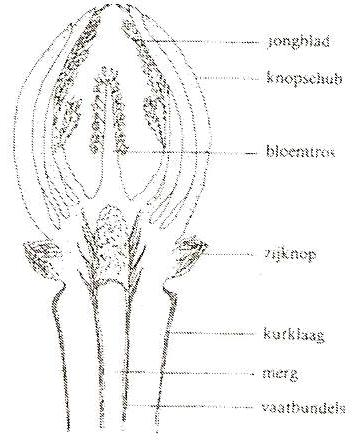 jongblad
knopschub
bloemtros
zijknop
kurklaag
merg
vaatbundels